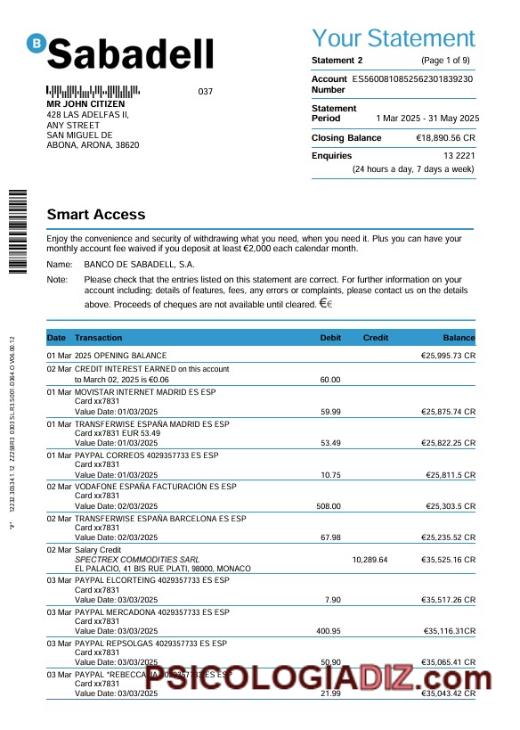 B Sabadell
Your Statement
Statement 2 (Page 1 of 9)
Account Number ES5600810852562301839230
Statement Period 1 Mar 2025 - 31 May 2025
Closing Balance €18,890.56 CR
Enquiries 13 2221
(24 hours a day, 7 days a week)
037
MR JOHN CITIZEN
428 LAS ADELFAS II,
ANY STREET
SAN MIGUEL DE
ABONA, ARONA, 38620
Smart Access
Enjoy the convenience and security of withdrawing what you need, when you need it. Plus you can have your
monthly account fee waived if you deposit at least €2,000 each calendar month.
Name: BANCO DE SABADELL, S.A.
Note: Please check that the entries listed on this statement are correct. For further information on your
account including: details of features, fees, any errors or complaints, please contact us on the details
above. Proceeds of cheques are not available until cleared. €€
Date Transaction Debit Credit Balance
01 Mar 2025 OPENING BALANCE €25,995.73 CR
02 Mar CREDIT INTEREST EARNED on this account
to March 02, 2025 is €0.06 60.00
01 Mar MOVISTAR INTERNET MADRID ES ESP
Card xx7831
Value Date: 01/03/2025 59.99 €25,875.74 CR
01 Mar TRANSFERWISE ESPAÑA MADRID ES ESP
Card xx7831 EUR 53.49
Value Date: 01/03/2025 53.49 €25,822.25 CR
01 Mar PAYPAL CORREOS 4029357733 ES ESP
Card xx7831
Value Date: 01/03/2025 10.75 €25,811.5 CR
02 Mar VODAFONE ESPAÑA FACTURACIÓN ES ESP
Card xx7831
Value Date: 02/03/2025 508.00 €25,303.5 CR
02 Mar TRANSFERWISE ESPAÑA BARCELONA ES ESP
Card xx7831
Value Date: 02/03/2025 67.98 €25,235.52 CR
02 Mar Salary Credit
SPECTREX COMMODITIES SARL 10,289.64 €35,525.16 CR
EL PALACIO, 41 BIS RUE PLATI, 98000, MONACO
03 Mar PAYPAL ELCORTEING 4029357733 ES ESP
Card xx7831
Value Date: 03/03/2025 7.90 €35,517.26 CR
03 Mar PAYPAL MERCADONA 4029357733 ES ESP
Card xx7831
Value Date: 03/03/2025 400.95 €35,116.31CR
03 Mar PAYPAL REPSOLGAS 4029357733 ES ESP
Card xx7831
Value Date: 03/03/2025 50.90 €35,065.41 CR
03 Mar PAYPAL *REBECCA ES ESP
Card xx7831
Value Date: 03/03/2025 21.99 €35,043.42 CR
PSICOLOGIADIZ.com